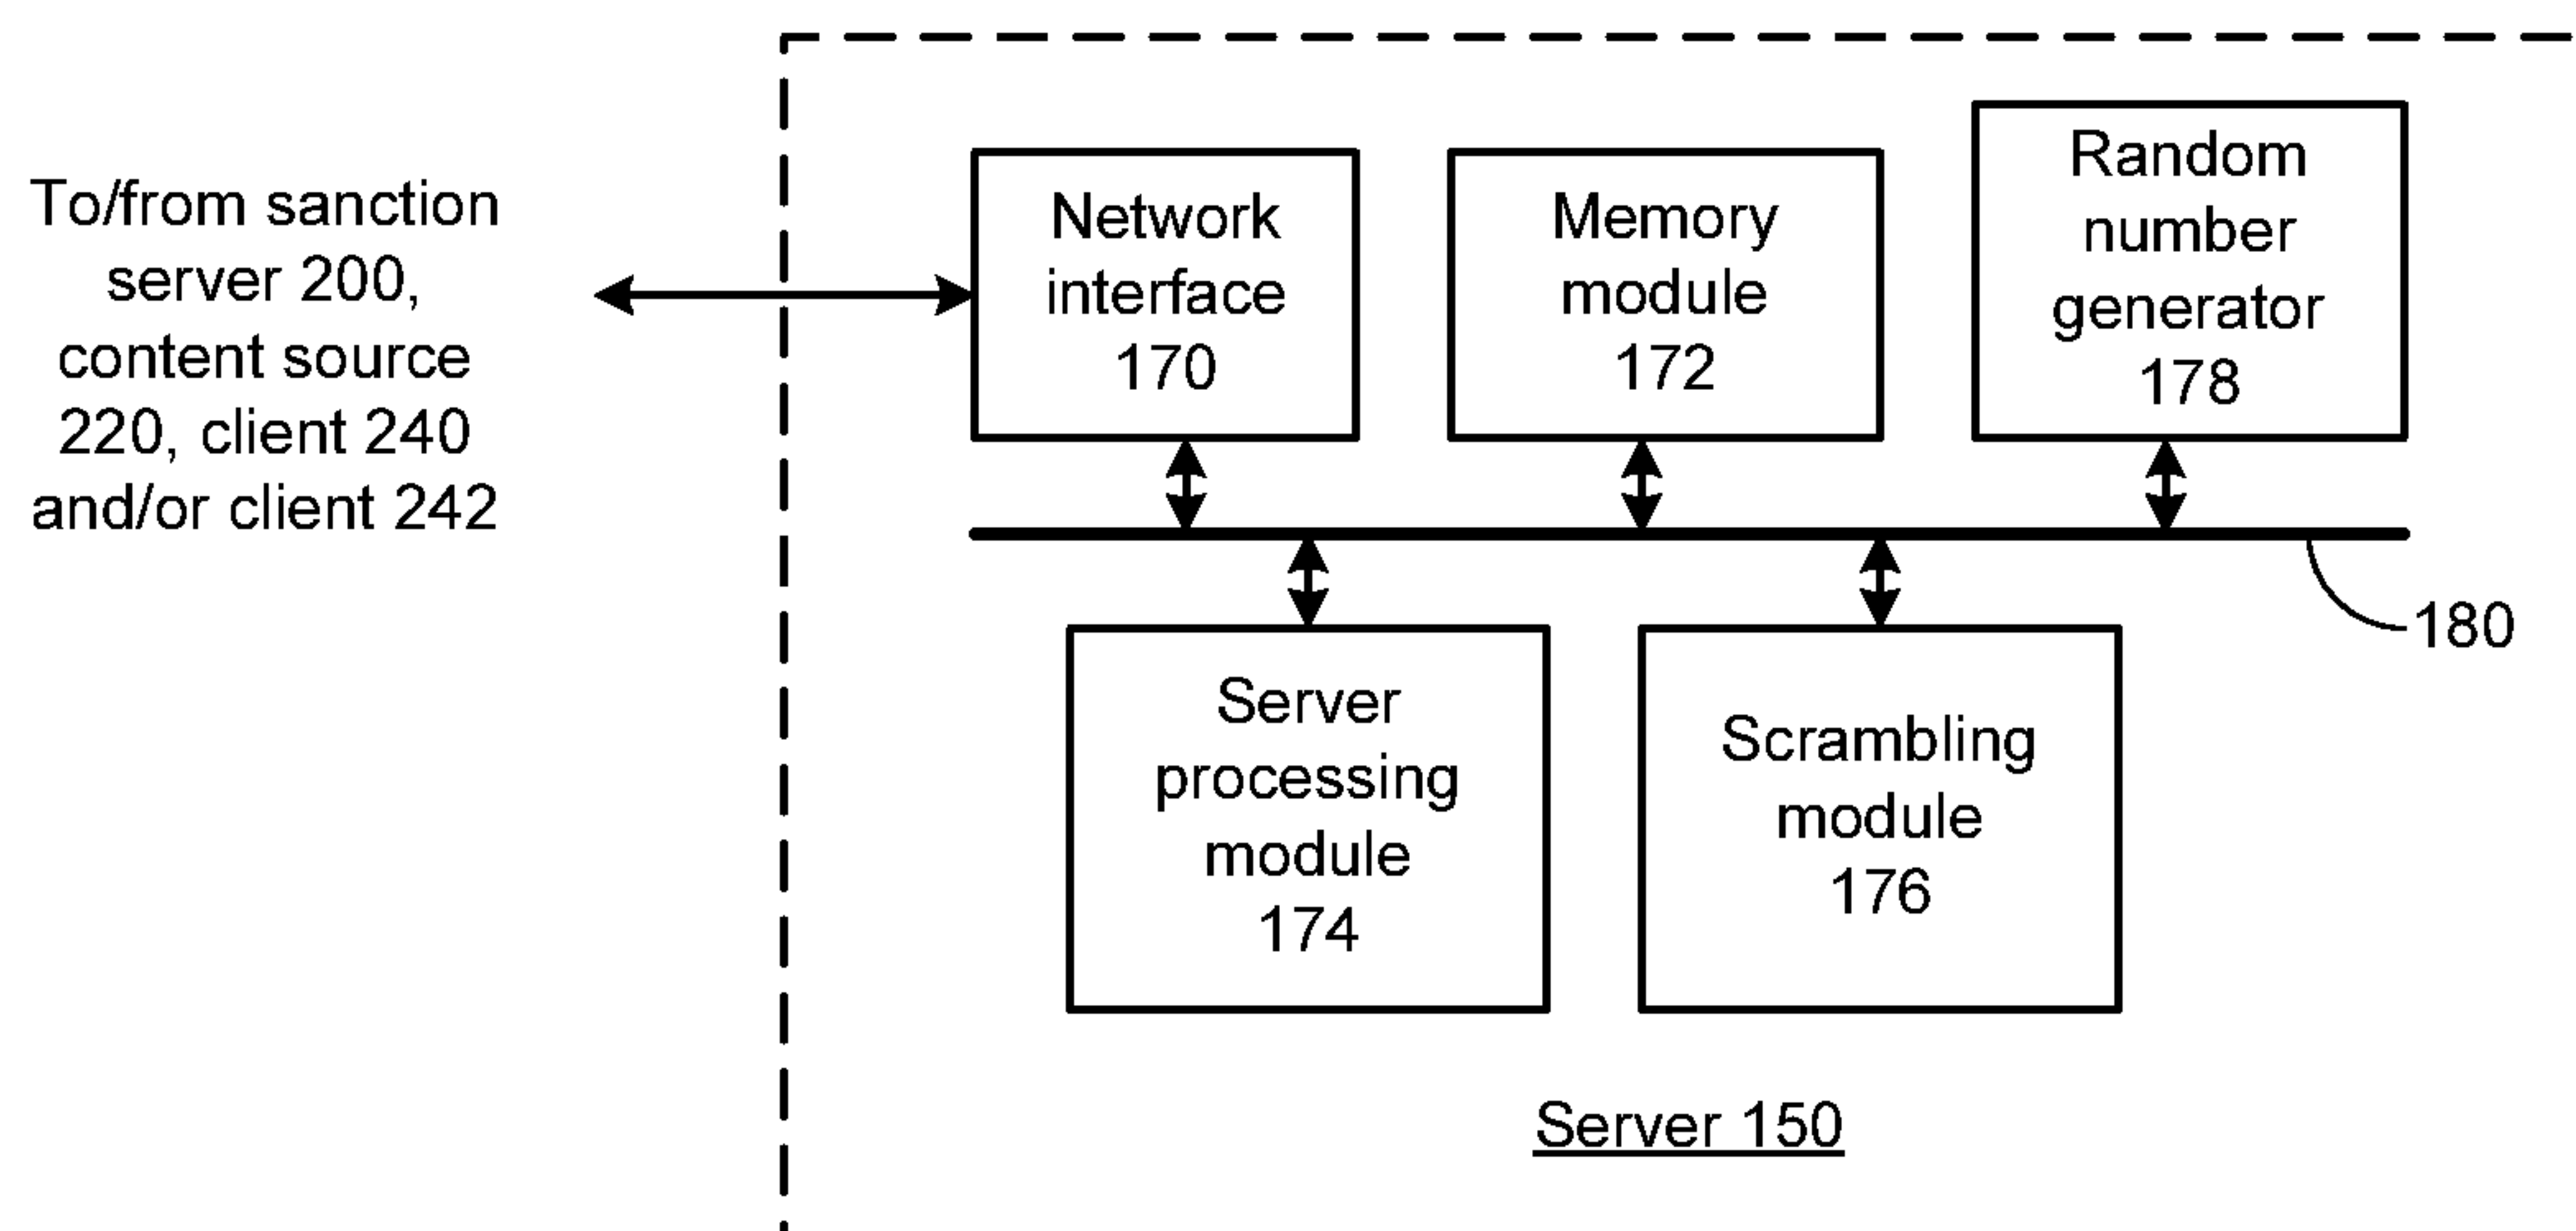 To/from sanction
server 200,
content source
220, client 240
and/or client 242
Network
interface
170
Memory
module
172
Random
number
generator
178
180
Server
processing
module
174
Scrambling
module
176
Server 150